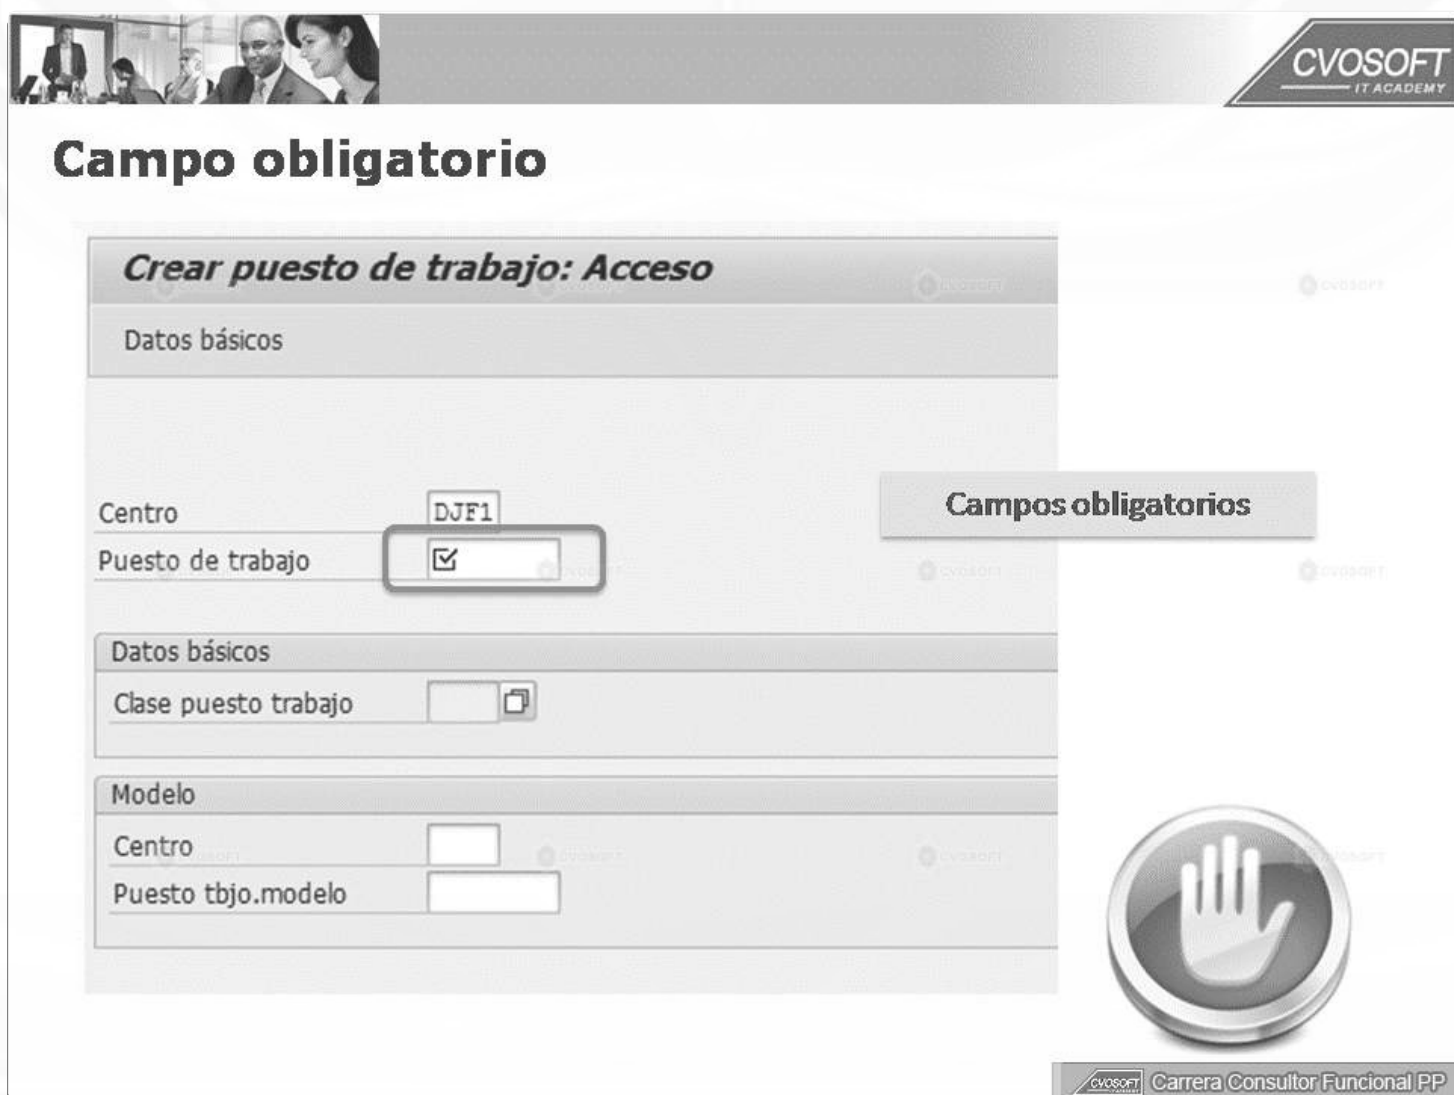 CVOSOFT
IT ACADEMY
Campo obligatorio
Crear puesto de trabajo: Acceso
Datos básicos
Centro DJF1
Campos obligatorios
Puesto de trabajo
Datos básicos
Clase puesto trabajo
Modelo
Centro
Puesto tbjo.modelo
CVOSOFT Carrera Consultor Funcional PP